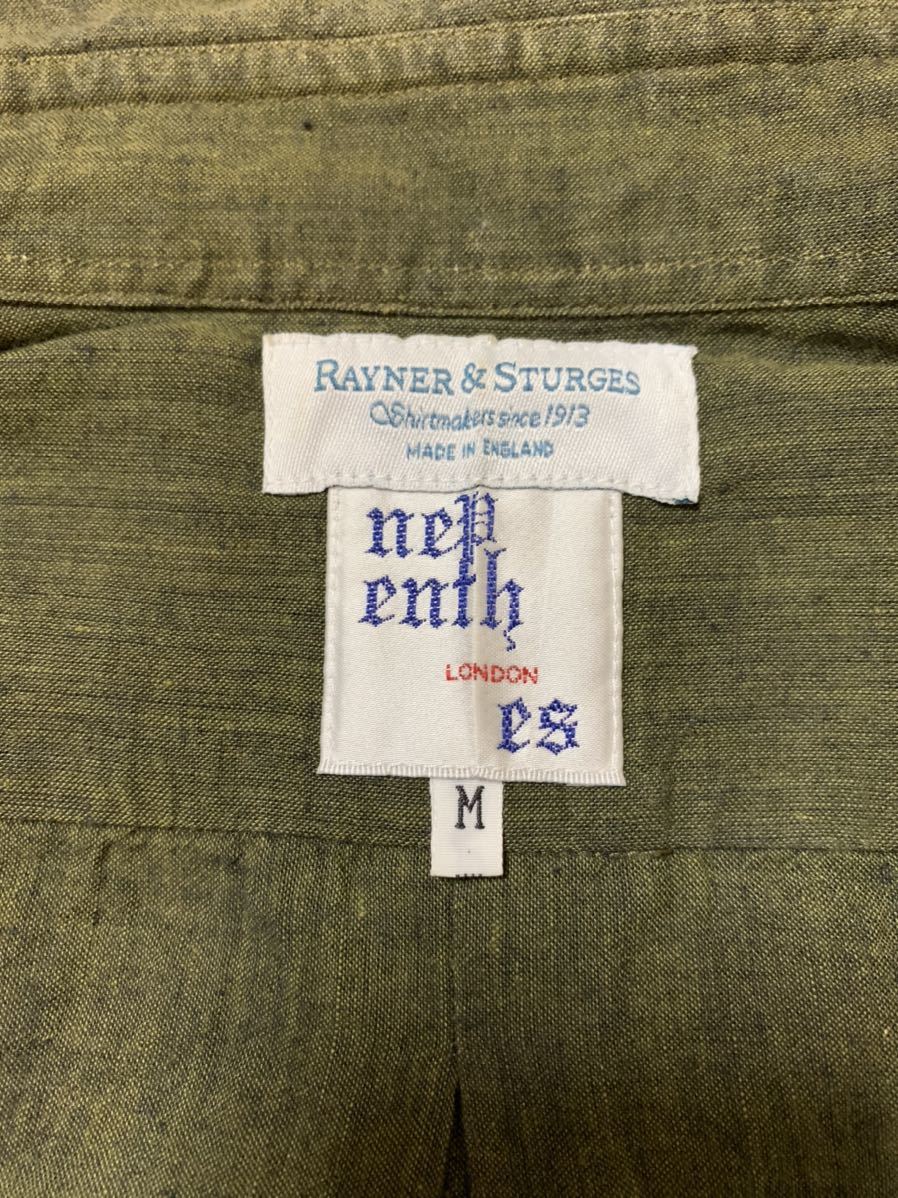 RAYNER & STURGES
Shirtmakers since 1913
MADE IN ENGLAND
nep
enth
LONDON
es
M